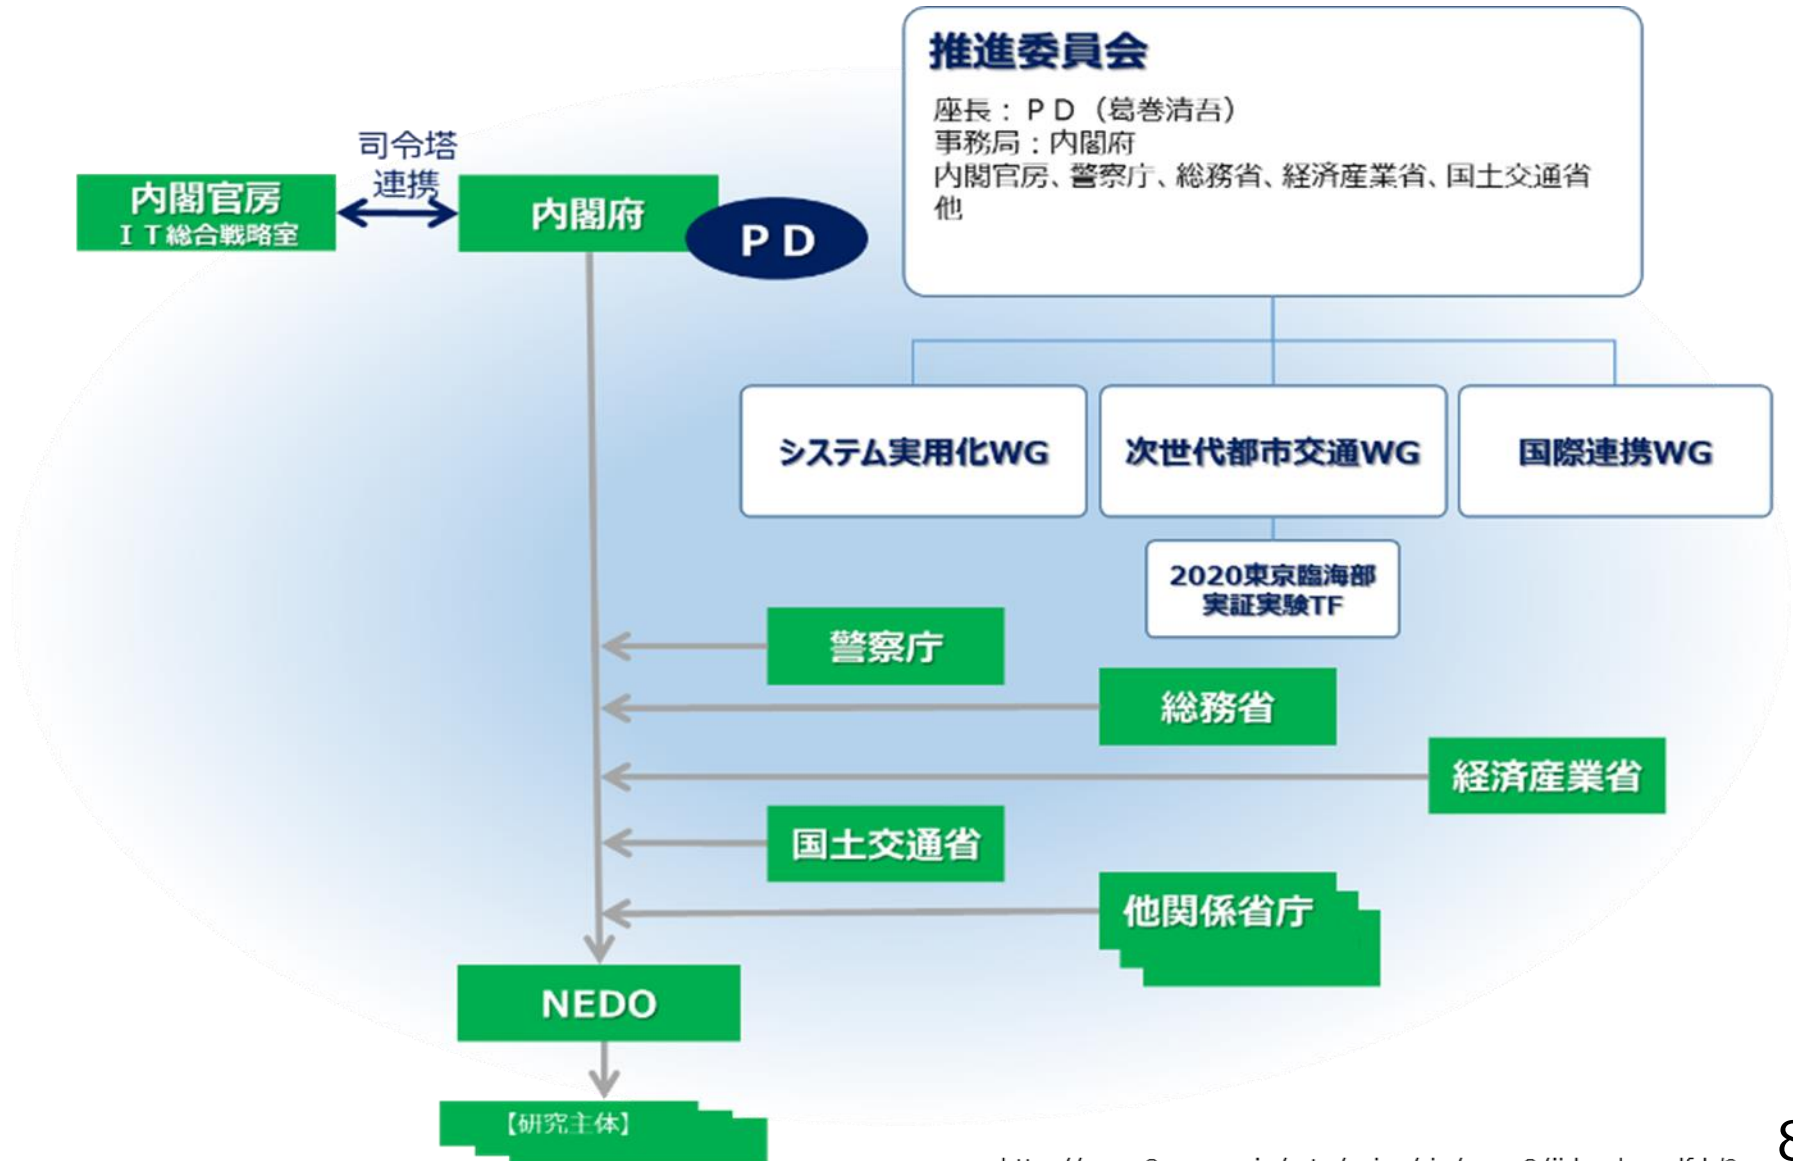 推進委員会
座長：ＰＤ（葛巻清吾）
事務局：内閣府
内閣官房、警察庁、総務省、経済産業省、国土交通省
他
司令塔
連携
内閣官房
ＩＴ総合戦略室
内閣府
ＰＤ
システム実用化WG
次世代都市交通WG
国際連携WG
2020東京臨海部
実証実験TF
警察庁
総務省
経済産業省
国土交通省
他関係省庁
NEDO
【研究主体】
8